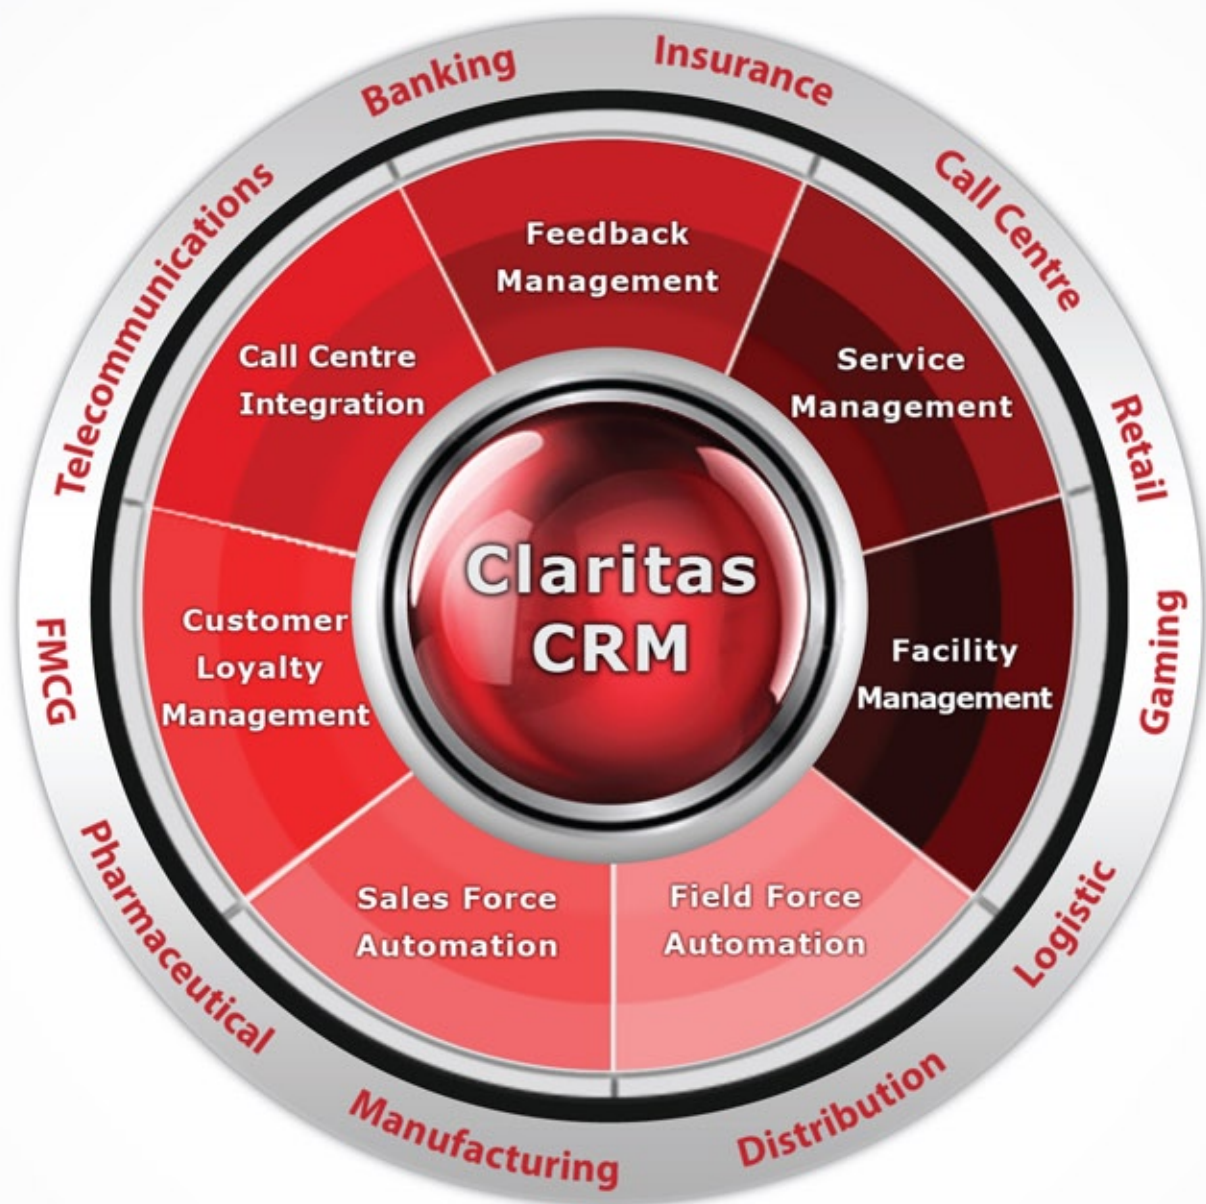 Banking
Insurance
Call Centre
Retail
Gaming
Logistic
Distribution
Manufacturing
Pharmaceutical
FMCG
Telecommunications
Feedback
Management
Service
Management
Facility
Management
Field Force
Automation
Sales Force
Automation
Customer
Loyalty
Management
Call Centre
Integration
Claritas
CRM